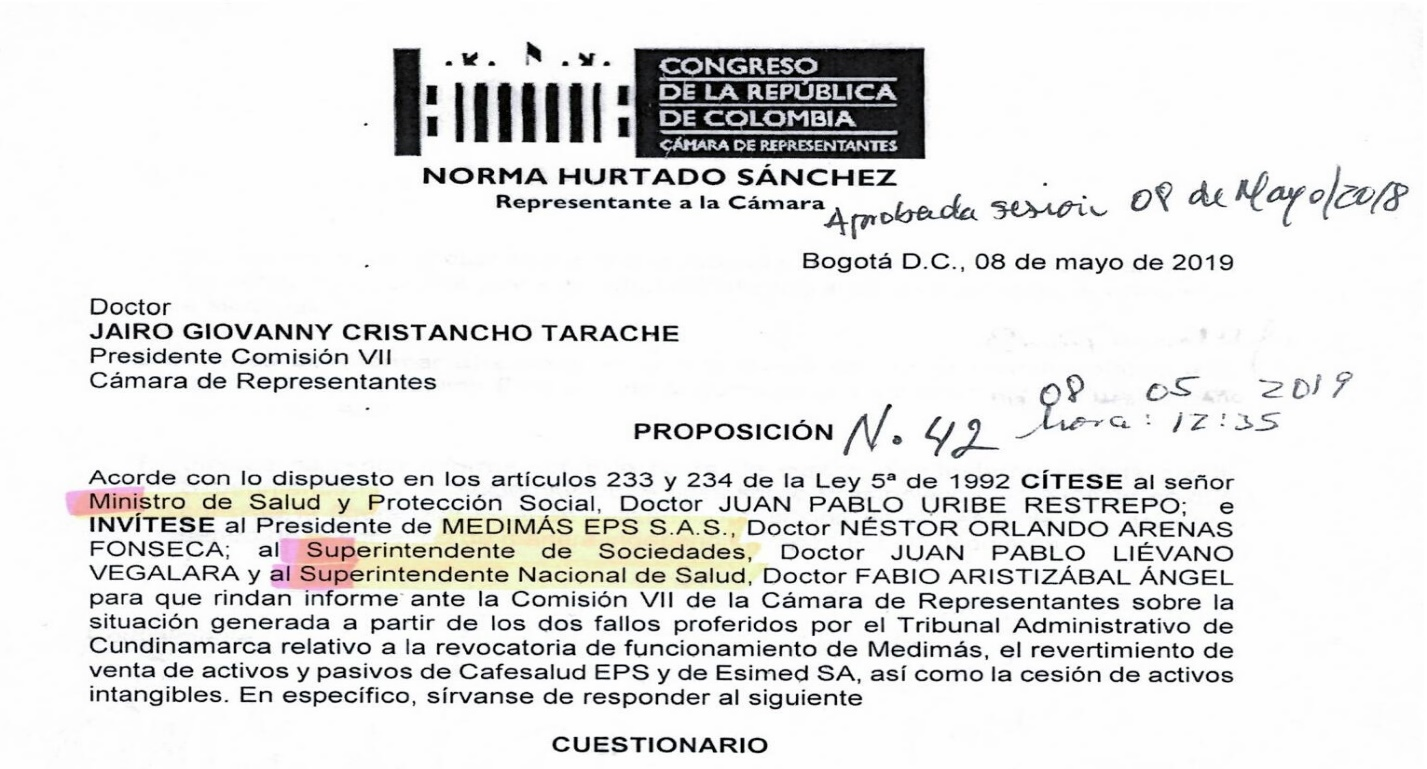 CONGRESO
DE LA REPÚBLICA
DE COLOMBIA
CÁMARA DE REPRESENTANTES
NORMA HURTADO SÁNCHEZ
Representante a la Cámara
Aprobada sesion 08 de Mayo/2018
Bogotá D.C., 08 de mayo de 2019
Doctor
JAIRO GIOVANNY CRISTANCHO TARACHE
Presidente Comisión VII
Cámara de Representantes
08 05 2019
hora: 12:35
PROPOSICIÓN N. 42
Acorde con lo dispuesto en los artículos 233 y 234 de la Ley 5ª de 1992 CÍTESE al señor
Ministro de Salud y Protección Social, Doctor JUAN PABLO URIBE RESTREPO; e
INVÍTESE al Presidente de MEDIMÁS EPS S.A.S., Doctor NÉSTOR ORLANDO ARENAS
FONSECA; al Superintendente de Sociedades, Doctor JUAN PABLO LIÉVANO
VEGALARA y al Superintendente Nacional de Salud, Doctor FABIO ARISTIZÁBAL ÁNGEL
para que rindan informe ante la Comisión VII de la Cámara de Representantes sobre la
situación generada a partir de los dos fallos proferidos por el Tribunal Administrativo de
Cundinamarca relativo a la revocatoria de funcionamiento de Medimás, el revertimiento de
venta de activos y pasivos de Cafesalud EPS y de Esimed SA, así como la cesión de activos
intangibles. En específico, sírvanse de responder al siguiente
CUESTIONARIO